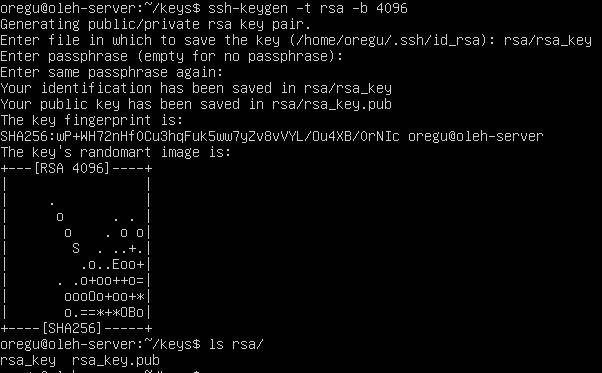 oregu@oleh-server:~/keys$ ssh-keygen -t rsa -b 4096
Generating public/private rsa key pair.
Enter file in which to save the key (/home/oregu/.ssh/id_rsa): rsa/rsa_key
Enter passphrase (empty for no passphrase):
Enter same passphrase again:
Your identification has been saved in rsa/rsa_key
Your public key has been saved in rsa/rsa_key.pub
The key fingerprint is:
SHA256:wP+WH72nHfOCu3hqFuk5ww7yZv8vVYL/Ou4XB/OrNIc oregu@oleh-server
The key's randomart image is:
+---[RSA 4096]----+
|                 |
|     .           |
|      o      . . |
|       o    . o o|
|        S  . ..+.|
|         .o..Eoo+|
|      . .o+oo++o=|
|       oooOo+oo+*|
|       o.==*+*OBo|
+----[SHA256]-----+
oregu@oleh-server:~/keys$ ls rsa/
rsa_key  rsa_key.pub